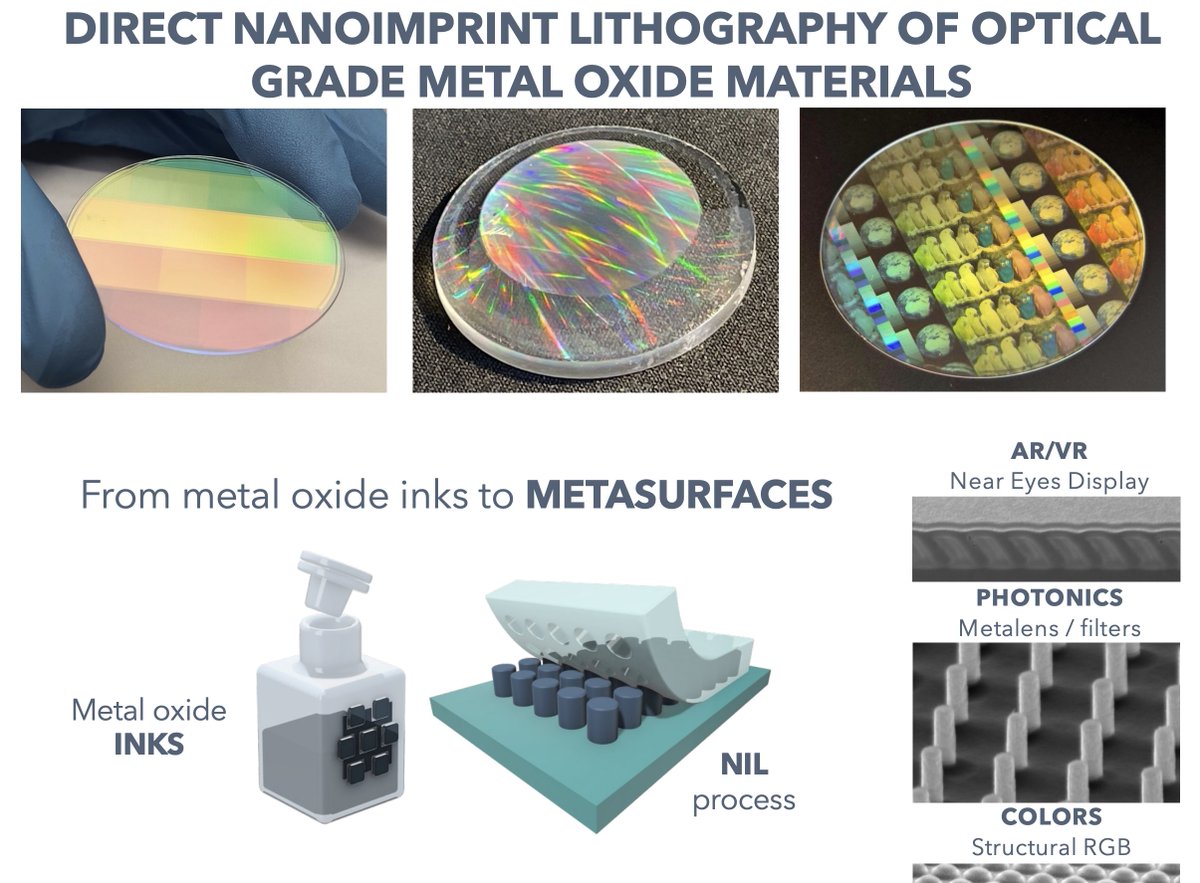 DIRECT NANOIMPRINT LITHOGRAPHY OF OPTICAL
GRADE METAL OXIDE MATERIALS
From metal oxide inks to METASURFACES
Metal oxide
INKS
NIL
process
AR/VR
Near Eyes Display
PHOTONICS
Metalens / filters
COLORS
Structural RGB